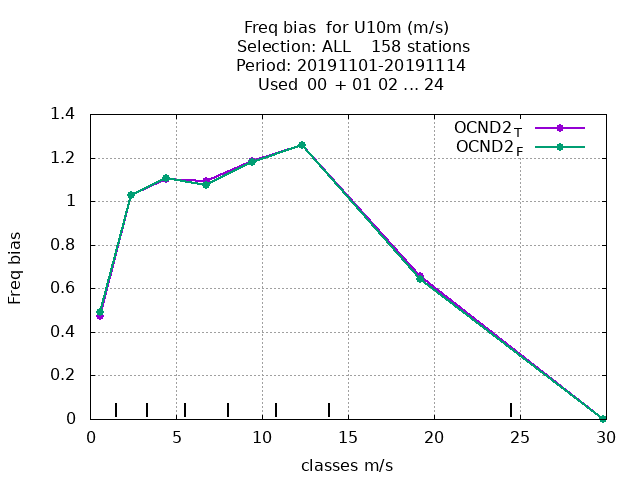 Freq bias  for U10m (m/s)
Selection: ALL    158 stations
Period: 20191101-20191114
Used  00 + 01 02 ... 24
OCND2T
OCND2F
1.4
1.2
1
0.8
0.6
0.4
0.2
0
Freq bias
0 5 10 15 20 25 30
classes m/s